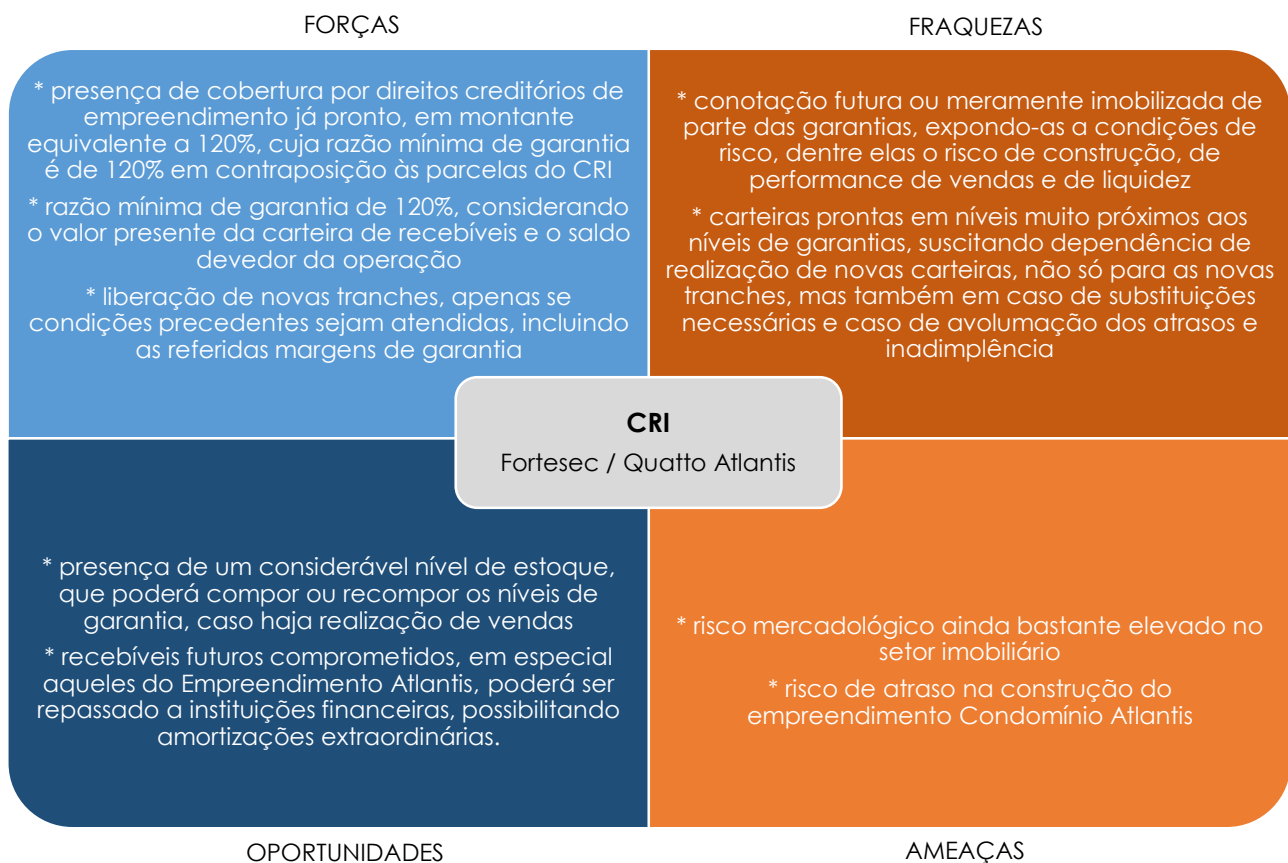 FORÇAS
* presença de cobertura por direitos creditórios de
empreendimento já pronto, em montante
equivalente a 120%, cuja razão mínima de garantia
é de 120% em contraposição às parcelas do CRI
* razão mínima de garantia de 120%, considerando
o valor presente da carteira de recebíveis e o saldo
devedor da operação
* liberação de novas tranches, apenas se
condições precedentes sejam atendidas, incluindo
as referidas margens de garantia
FRAQUEZAS
* conotação futura ou meramente imobilizada de
parte das garantias, expondo-as a condições de
risco, dentre elas o risco de construção, de
performance de vendas e de liquidez
* carteiras prontas em níveis muito próximos aos
níveis de garantias, suscitando dependência de
realização de novas carteiras, não só para as novas
tranches, mas também em caso de substituições
necessárias e caso de avolumação dos atrasos e
inadimplência
CRI
Fortesec / Quatto Atlantis
* presença de um considerável nível de estoque,
que poderá compor ou recompor os níveis de
garantia, caso haja realização de vendas
* recebíveis futuros comprometidos, em especial
aqueles do Empreendimento Atlantis, poderá ser
repassado a instituições financeiras, possibilitando
amortizações extraordinárias.
OPORTUNIDADES
* risco mercadológico ainda bastante elevado no
setor imobiliário
* risco de atraso na construção do
empreendimento Condomínio Atlantis
AMEAÇAS